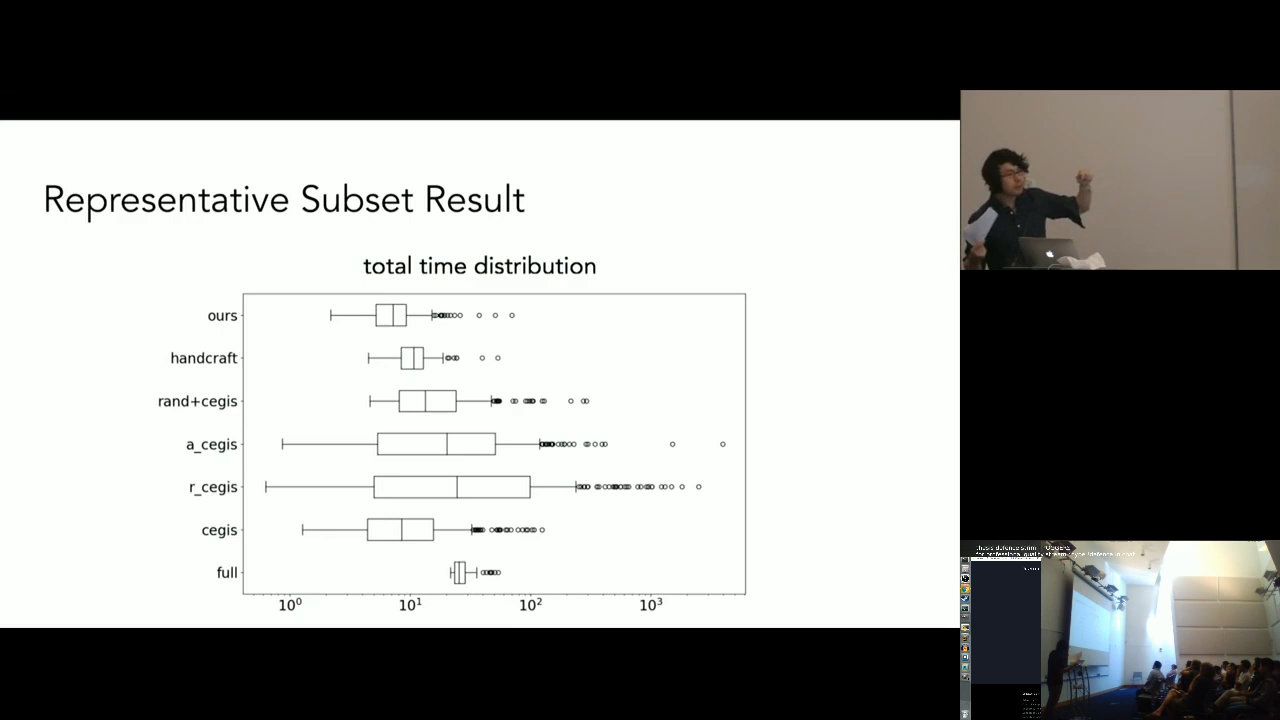 Representative Subset Result
total time distribution
ours
handcraft
rand+cegis
a_cegis
r_cegis
cegis
full
10⁰ 10¹ 10² 10³